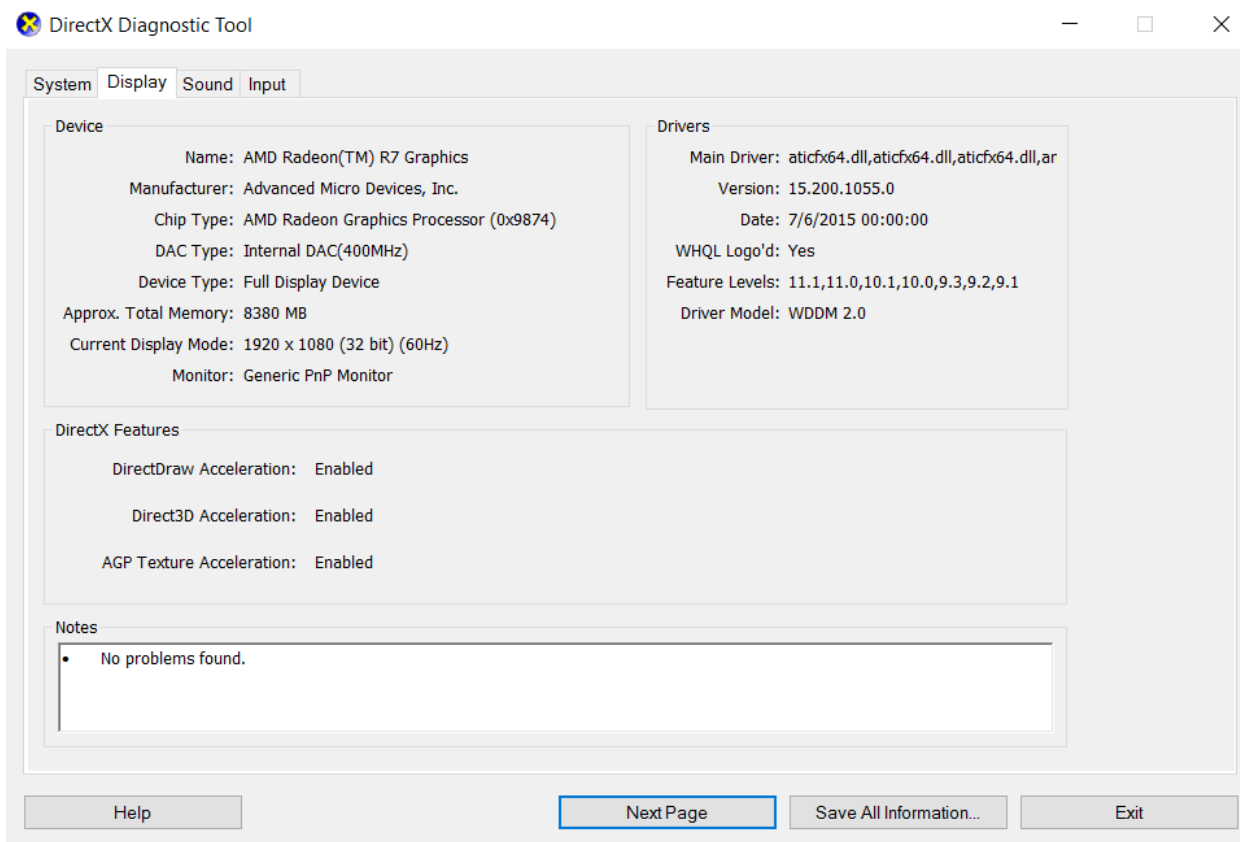 DirectX Diagnostic Tool
System Display Sound Input
Device
Name: AMD Radeon(TM) R7 Graphics
Manufacturer: Advanced Micro Devices, Inc.
Chip Type: AMD Radeon Graphics Processor (0x9874)
DAC Type: Internal DAC(400MHz)
Device Type: Full Display Device
Approx. Total Memory: 8380 MB
Current Display Mode: 1920 x 1080 (32 bit) (60Hz)
Monitor: Generic PnP Monitor
Drivers
Main Driver: aticfx64.dll,aticfx64.dll,aticfx64.dll,ar
Version: 15.200.1055.0
Date: 7/6/2015 00:00:00
WHQL Logo'd: Yes
Feature Levels: 11.1,11.0,10.1,10.0,9.3,9.2,9.1
Driver Model: WDDM 2.0
DirectX Features
DirectDraw Acceleration: Enabled
Direct3D Acceleration: Enabled
AGP Texture Acceleration: Enabled
Notes
• No problems found.
Help Next Page Save All Information... Exit